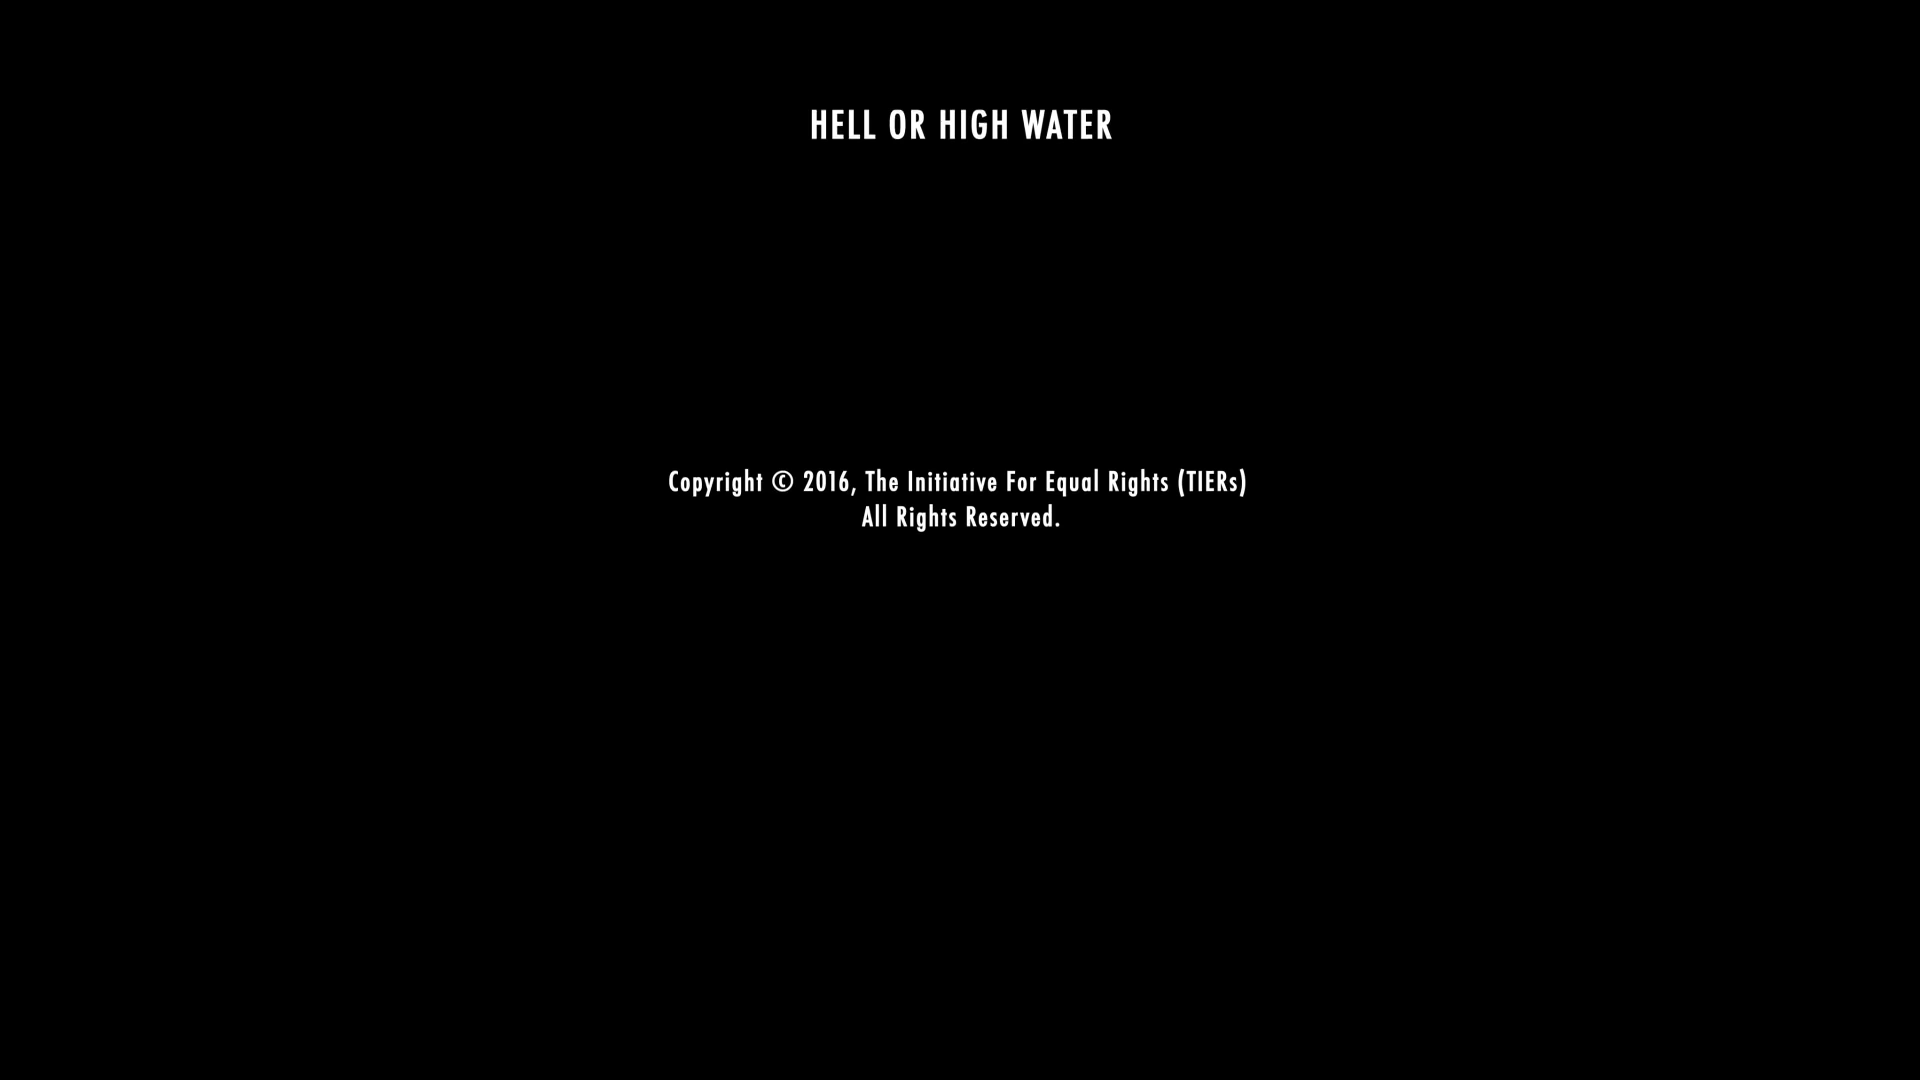 HELL OR HIGH WATER
Copyright © 2016, The Initiative For Equal Rights (TIERs)
All Rights Reserved.